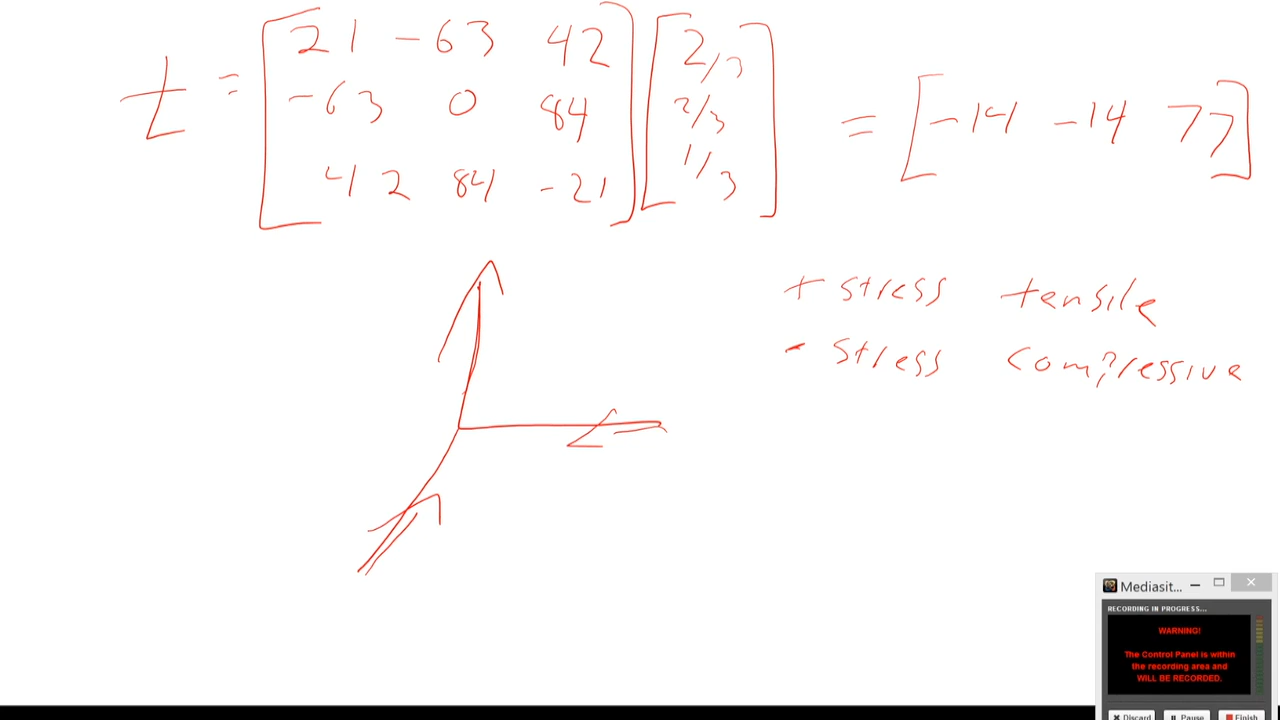 t = [ 21 -63 42 ] [ 2/3 ]
[ -63 0 84 ] [ 2/3 ] = [ -14 -14 77 ]
[ 42 84 -21 ] [ 1/3 ]
+ stress tensile
- stress compressive
Mediasit...
RECORDING IN PROGRESS...
WARNING!
The Control Panel is within
the recording area and
WILL BE RECORDED.
Discard Pause Finish